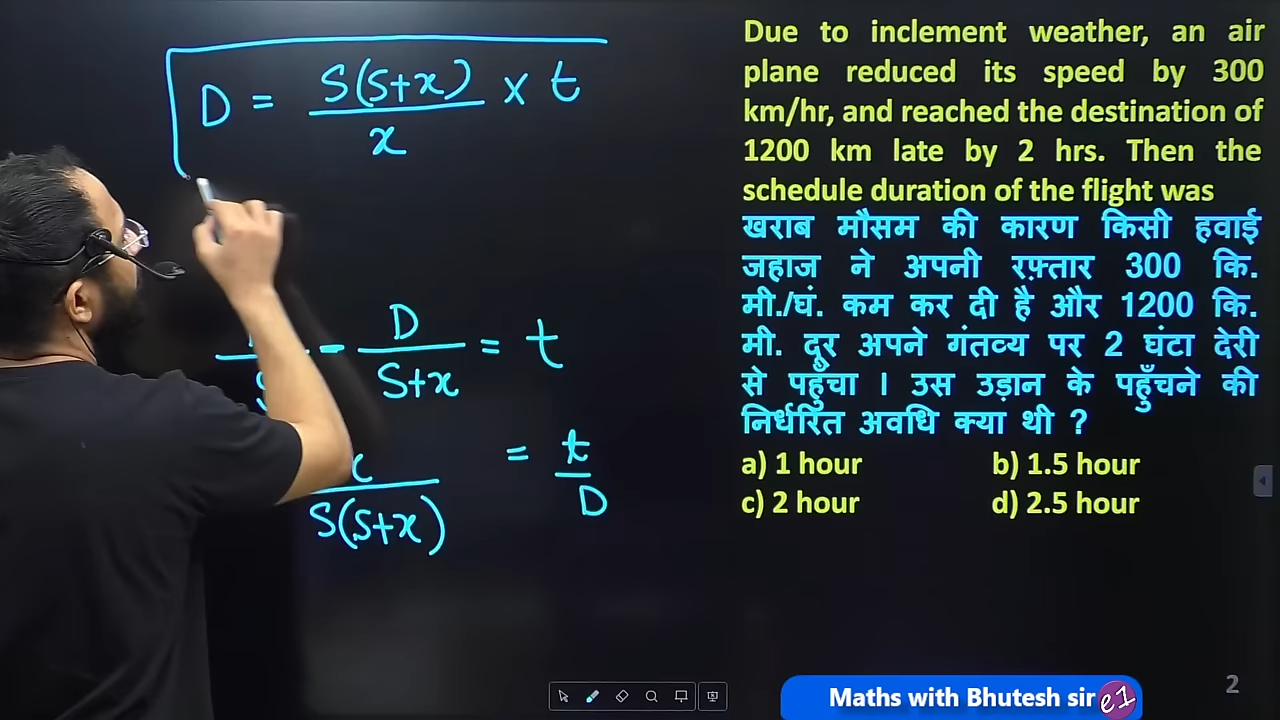 D = S(S+x)/x × t
- D/S+x = t
= t/D
S(S+x)
Due to inclement weather, an air
plane reduced its speed by 300
km/hr, and reached the destination of
1200 km late by 2 hrs. Then the
schedule duration of the flight was
खराब मौसम की कारण किसी हवाई
जहाज ने अपनी रफ़्तार 300 कि.
मी./घं. कम कर दी है और 1200 कि.
मी. दूर अपने गंतव्य पर 2 घंटा देरी
से पहुंचा । उस उड़ान के पहुँचने की
निर्धरित अवधि क्या थी ?
a) 1 hour b) 1.5 hour
c) 2 hour d) 2.5 hour
Maths with Bhutesh sir e1
2